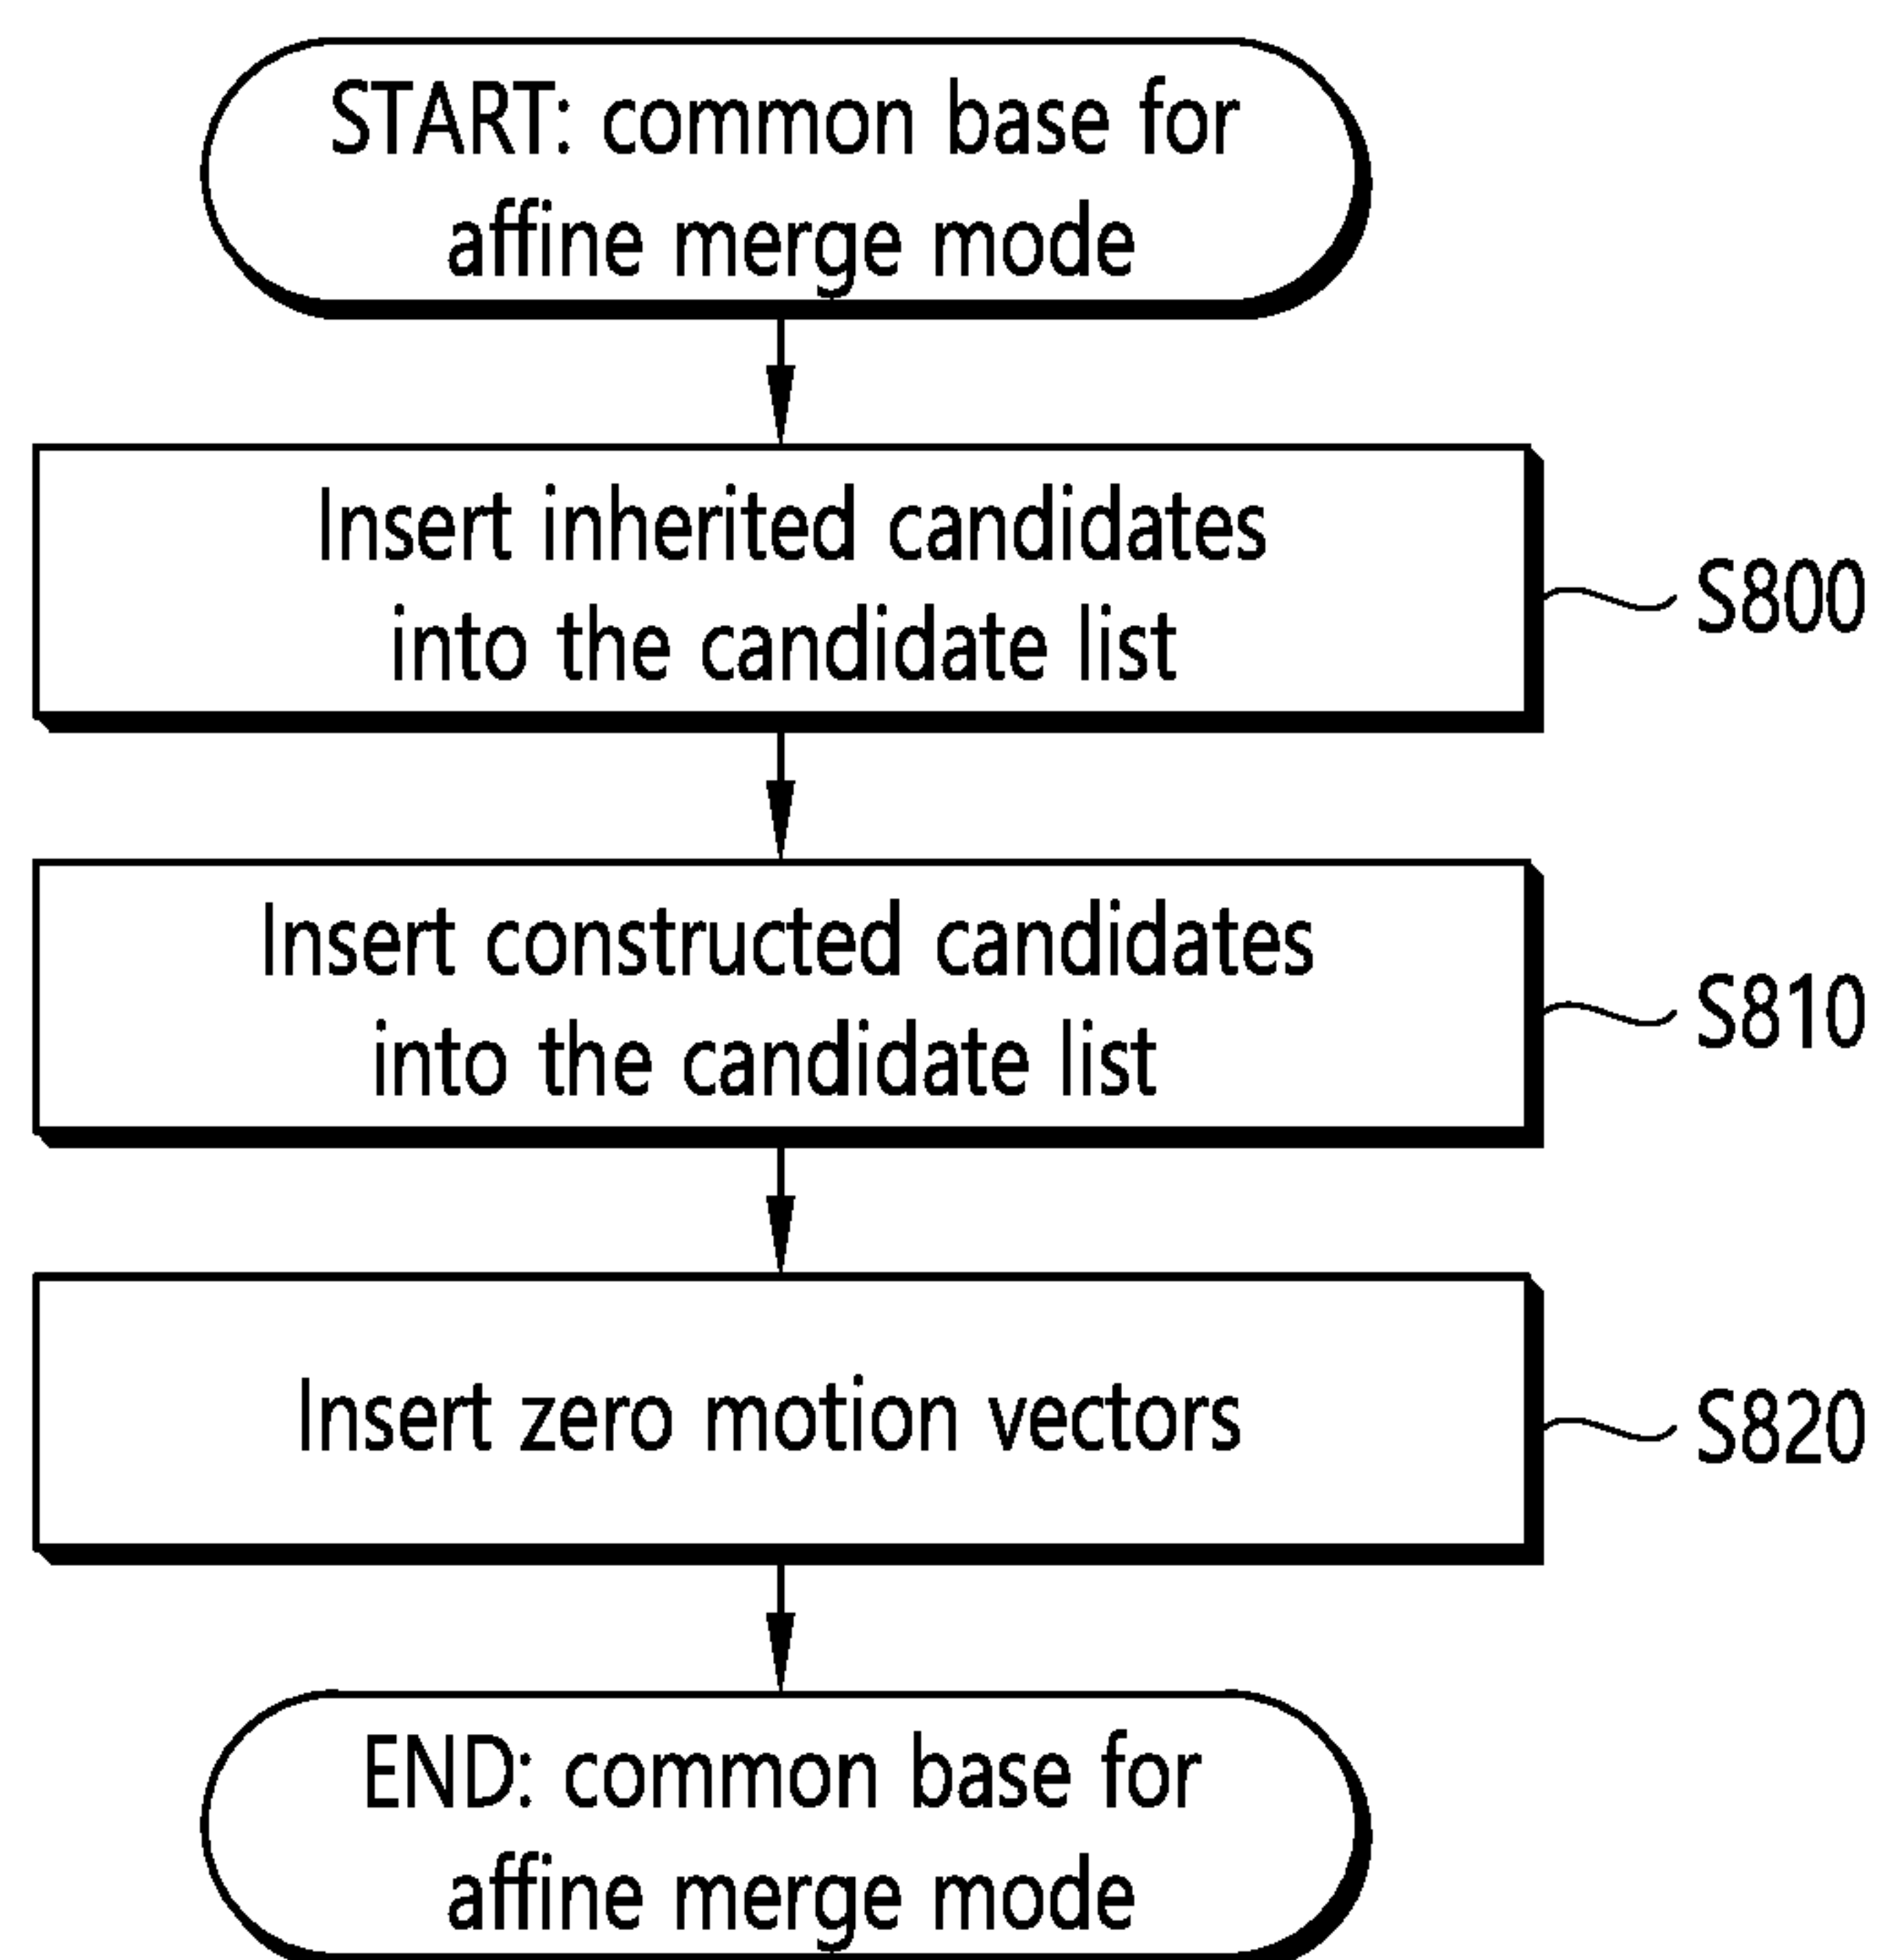 START: common base for
affine merge mode
Insert inherited candidates
into the candidate list
S800
Insert constructed candidates
into the candidate list
S810
Insert zero motion vectors
S820
END: common base for
affine merge mode